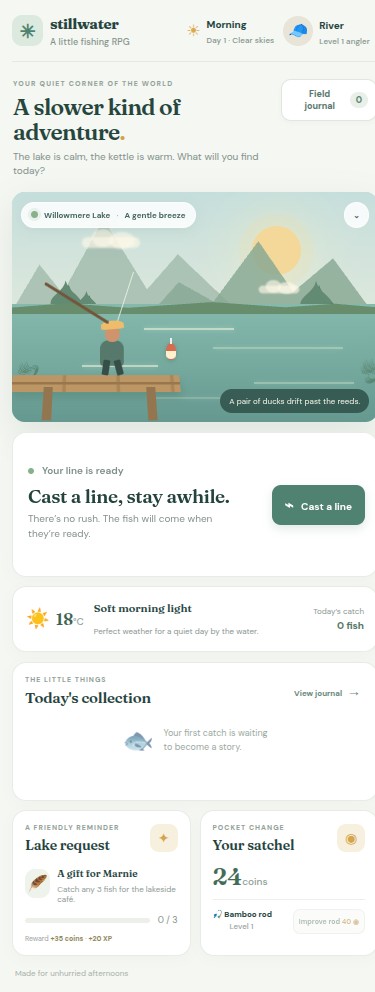 stillwater
A little fishing RPG
Morning
Day 1 · Clear skies
River
Level 1 angler
YOUR QUIET CORNER OF THE WORLD
A slower kind of
adventure.
The lake is calm, the kettle is warm. What will you find
today?
Field
journal
0
Willowmere Lake · A gentle breeze
A pair of ducks drift past the reeds.
Your line is ready
Cast a line, stay awhile.
There's no rush. The fish will come when
they're ready.
Cast a line
18°C
Soft morning light
Perfect weather for a quiet day by the water.
Today's catch
0 fish
THE LITTLE THINGS
Today's collection
View journal →
Your first catch is waiting
to become a story.
A FRIENDLY REMINDER
Lake request
A gift for Marnie
Catch any 3 fish for the lakeside
café.
0 / 3
Reward +35 coins · +20 XP
POCKET CHANGE
Your satchel
24 coins
Bamboo rod
Level 1
Improve rod 40
Made for unhurried afternoons